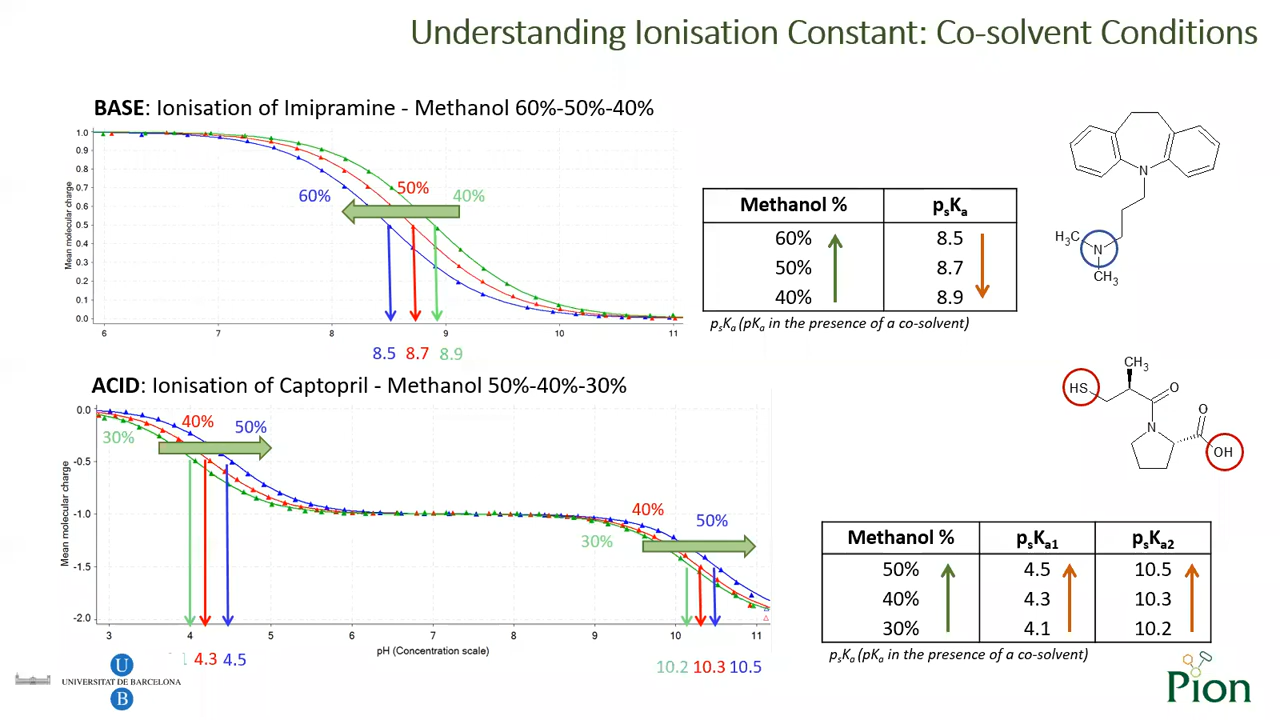 Understanding Ionisation Constant: Co-solvent Conditions
BASE: Ionisation of Imipramine - Methanol 60%-50%-40%
Mean molecular charge
1.0
0.9
0.8
0.7
0.6
0.5
0.4
0.3
0.2
0.1
0.0
60%
50%
40%
6 7 8 9 10 11
8.5 8.7 8.9
Methanol % psKa
60% 8.5
50% 8.7
40% 8.9
psKa (pKa in the presence of a co-solvent)
N
H3C
N
CH3
ACID: Ionisation of Captopril - Methanol 50%-40%-30%
Mean molecular charge
0.0
-0.5
-1.0
-1.5
-2.0
30%
40%
50%
40%
50%
30%
3 4 5 6 7 8 9 10 11
pH (Concentration scale)
4.3 4.5
10.2 10.3 10.5
CH3
HS
O
N
O
OH
Methanol % psKa1 psKa2
50% 4.5 10.5
40% 4.3 10.3
30% 4.1 10.2
psKa (pKa in the presence of a co-solvent)
U
UNIVERSITAT DE BARCELONA
B
Pion